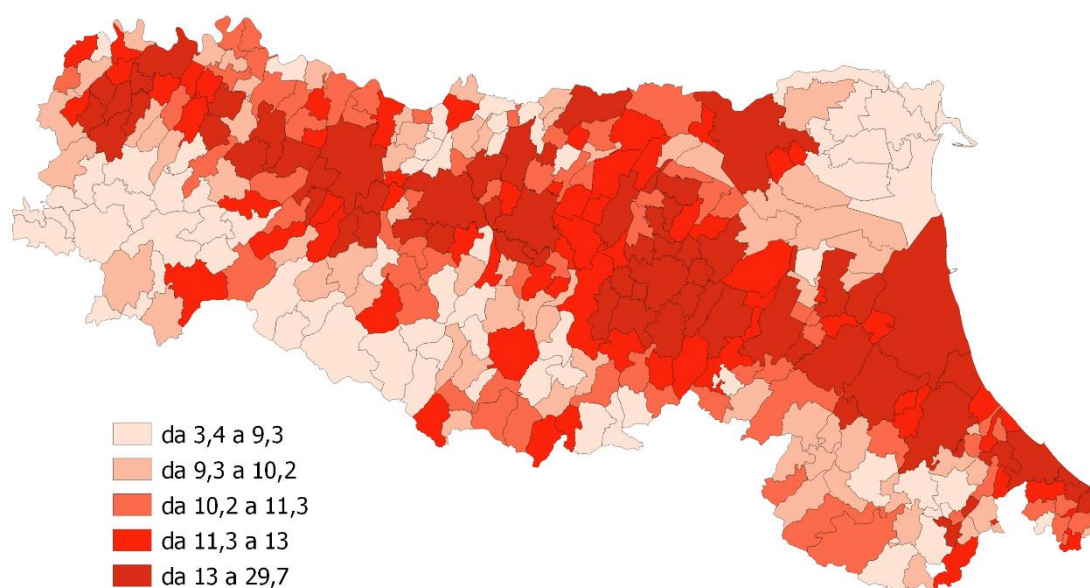 da 3,4 a 9,3
da 9,3 a 10,2
da 10,2 a 11,3
da 11,3 a 13
da 13 a 29,7